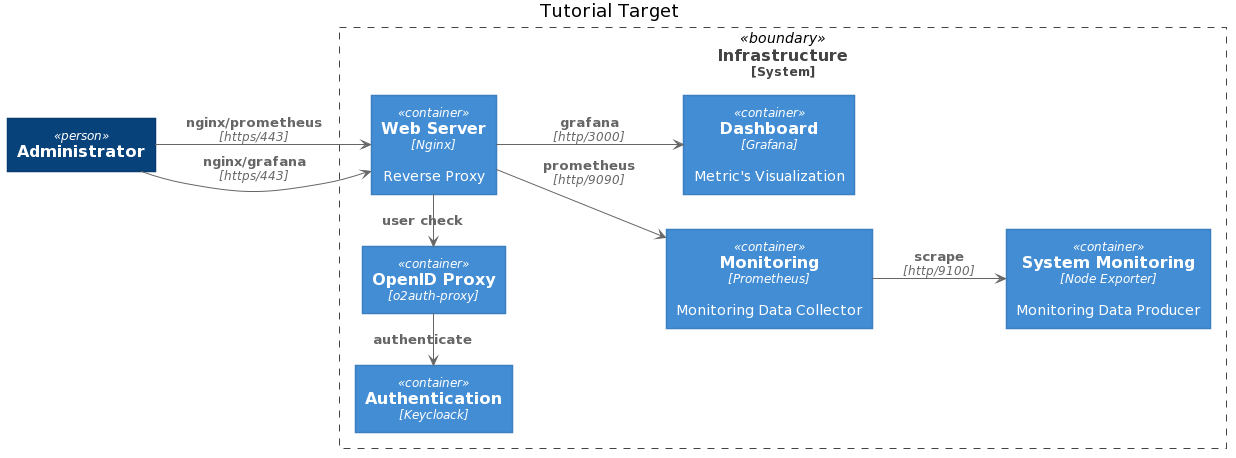 Tutorial Target
«boundary»
Infrastructure
[System]
«person»
Administrator
nginx/prometheus
[https/443]
nginx/grafana
[https/443]
«container»
Web Server
[Nginx]
Reverse Proxy
grafana
[http/3000]
prometheus
[http/9090]
«container»
Dashboard
[Grafana]
Metric's Visualization
user check
«container»
OpenID Proxy
[o2auth-proxy]
authenticate
«container»
Authentication
[Keycloack]
«container»
Monitoring
[Prometheus]
Monitoring Data Collector
scrape
[http/9100]
«container»
System Monitoring
[Node Exporter]
Monitoring Data Producer